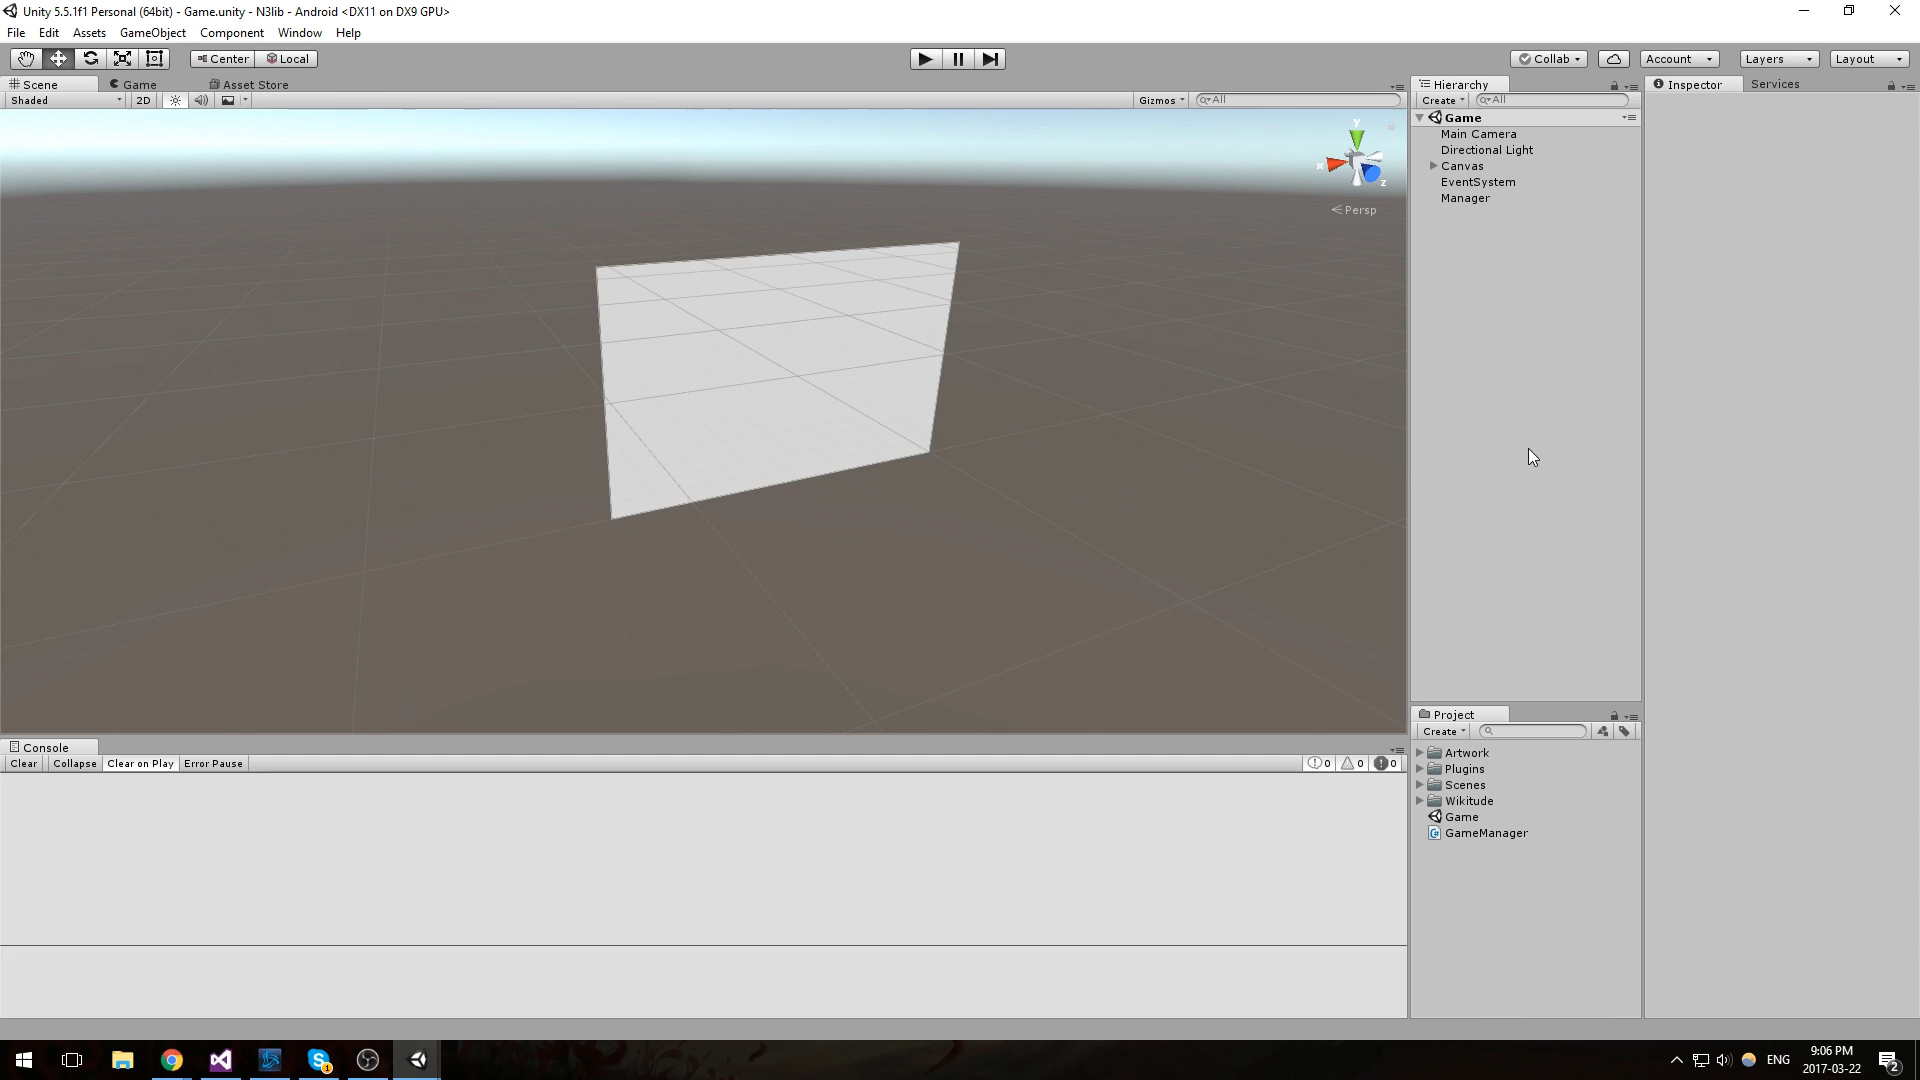 Unity 5.5.1f1 Personal (64bit) - Game.unity - N3lib - Android <DX11 on DX9 GPU>
File Edit Assets GameObject Component Window Help
Center Local Collab Account Layers Layout
Scene Game Asset Store
Shaded 2D Gizmos All
y
x
z
Persp
Hierarchy
Create All
Game
Main Camera
Directional Light
Canvas
EventSystem
Manager
Inspector Services
Project
Create
Artwork
Plugins
Scenes
Wikitude
Game
GameManager
Console
Clear Collapse Clear on Play Error Pause 0 0 0
1
ENG
9:06 PM
2017-03-22
2